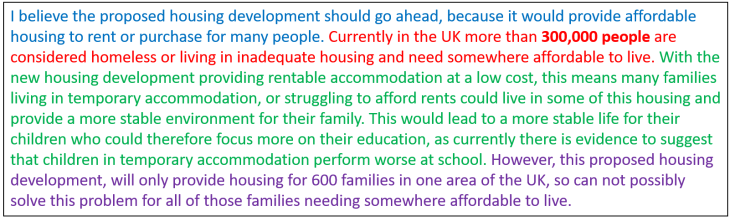 I believe the proposed housing development should go ahead, because it would provide affordable
housing to rent or purchase for many people. Currently in the UK more than 300,000 people are
considered homeless or living in inadequate housing and need somewhere affordable to live. With the
new housing development providing rentable accommodation at a low cost, this means many families
living in temporary accommodation, or struggling to afford rents could live in some of this housing and
provide a more stable environment for their family. This would lead to a more stable life for their
children who could therefore focus more on their education, as currently there is evidence to suggest
that children in temporary accommodation perform worse at school. However, this proposed housing
development, will only provide housing for 600 families in one area of the UK, so can not possibly
solve this problem for all of those families needing somewhere affordable to live.